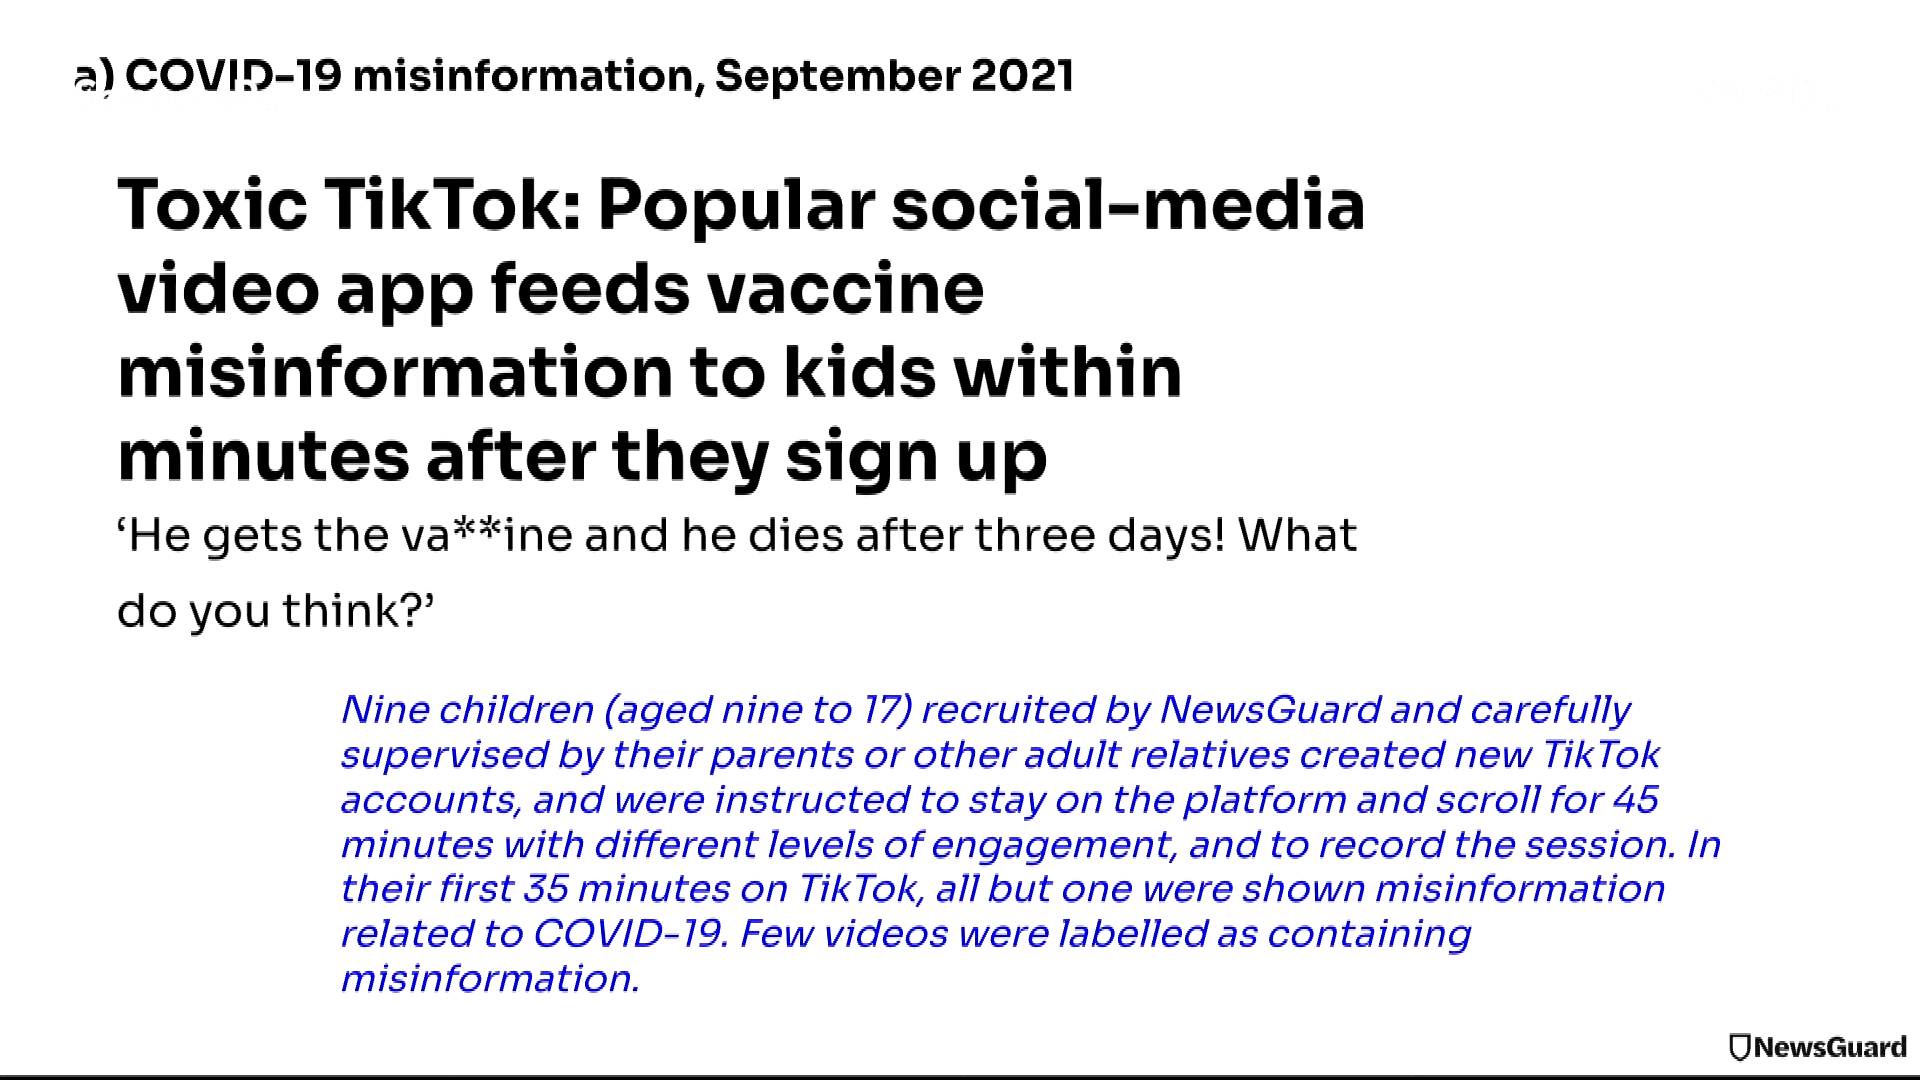 a) COVID-19 misinformation, September 2021
Toxic TikTok: Popular social-media
video app feeds vaccine
misinformation to kids within
minutes after they sign up
‘He gets the va**ine and he dies after three days! What
do you think?’
Nine children (aged nine to 17) recruited by NewsGuard and carefully
supervised by their parents or other adult relatives created new TikTok
accounts, and were instructed to stay on the platform and scroll for 45
minutes with different levels of engagement, and to record the session. In
their first 35 minutes on TikTok, all but one were shown misinformation
related to COVID-19. Few videos were labelled as containing
misinformation.
NewsGuard